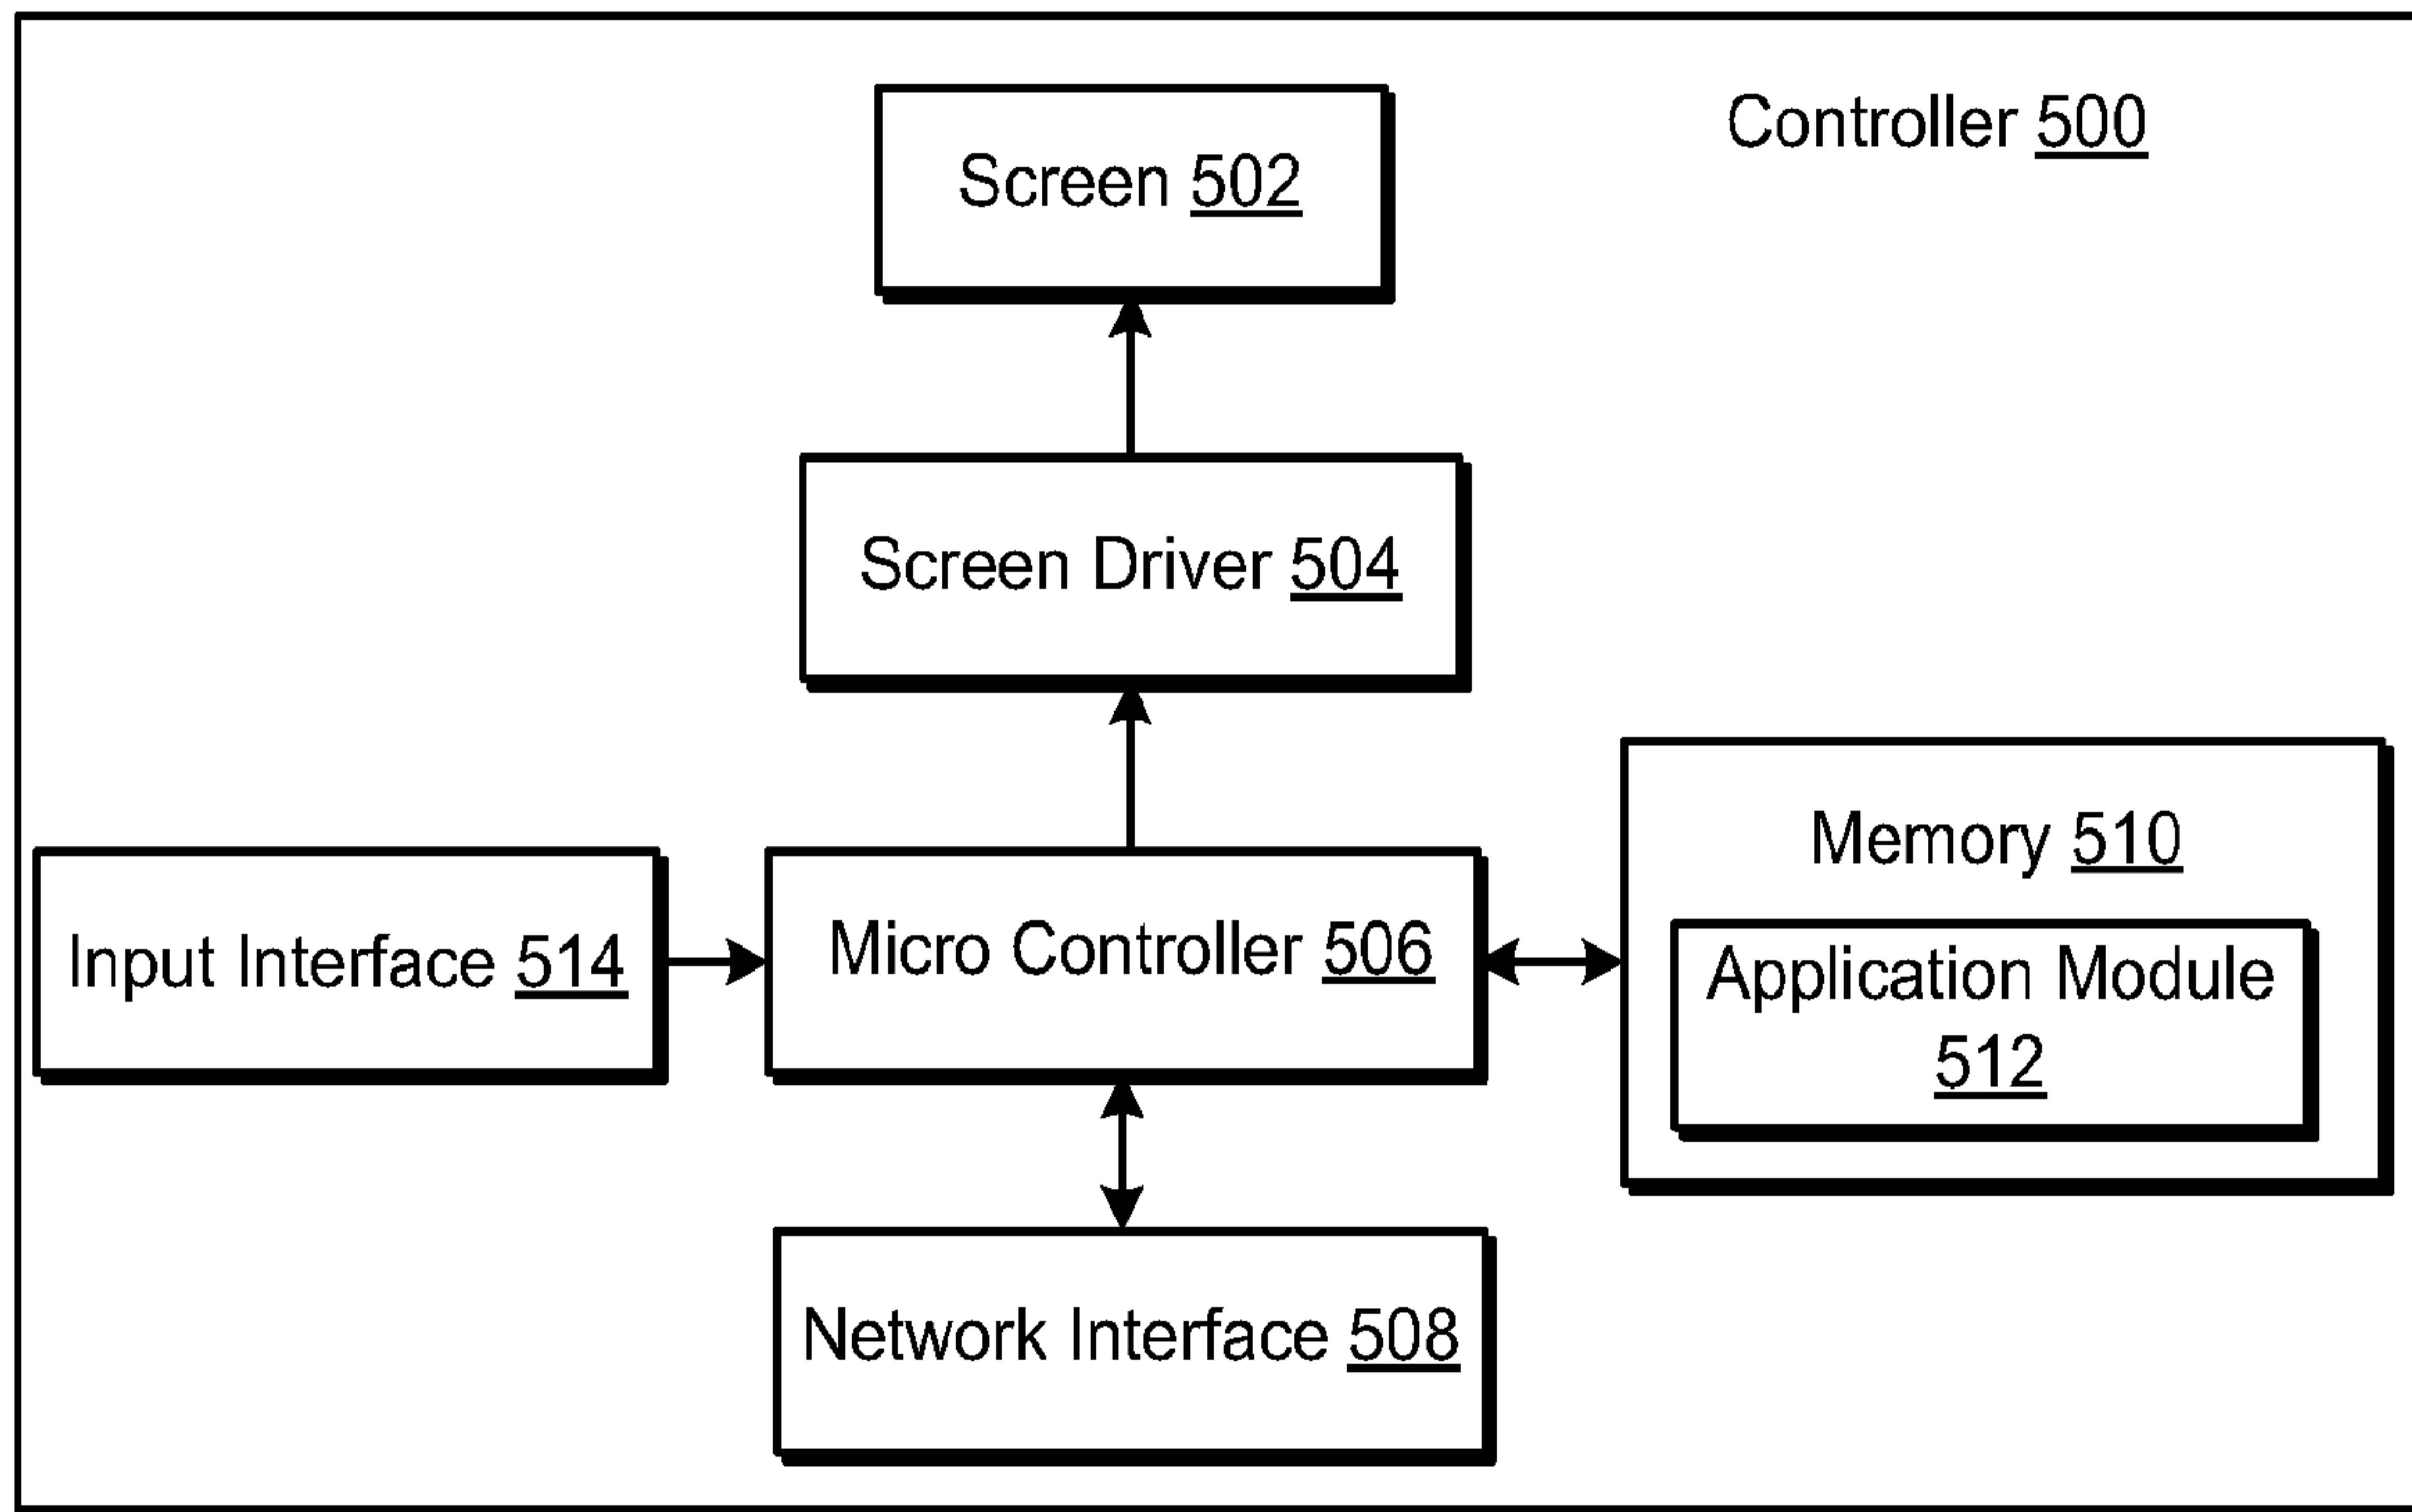 Controller 500
Screen 502
Screen Driver 504
Memory 510
Input Interface 514
Micro Controller 506
Application Module
512
Network Interface 508